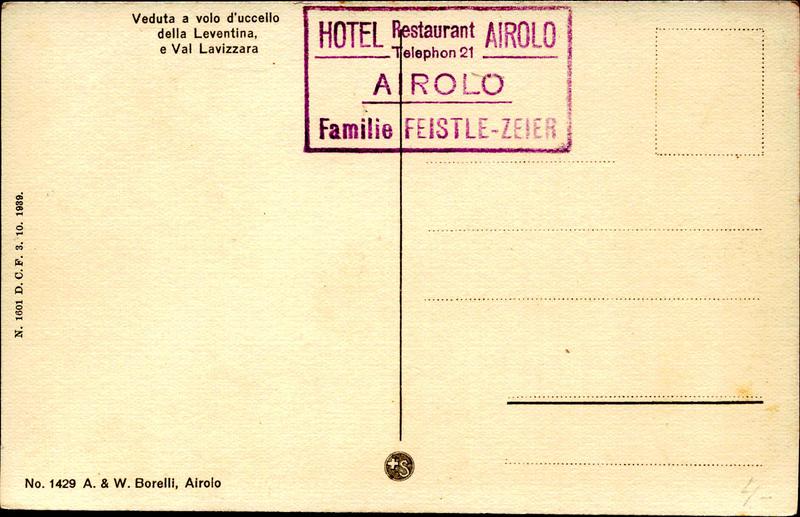 Veduta a volo d'uccello
della Leventina,
e Val Lavizzara
HOTEL Restaurant AIROLO
Telephon 21
AIROLO
Familie FEISTLE-ZEIER
N. 1601 D. C. F. 3. 10. 1939.
+S
No. 1429 A. & W. Borelli, Airolo
4/-